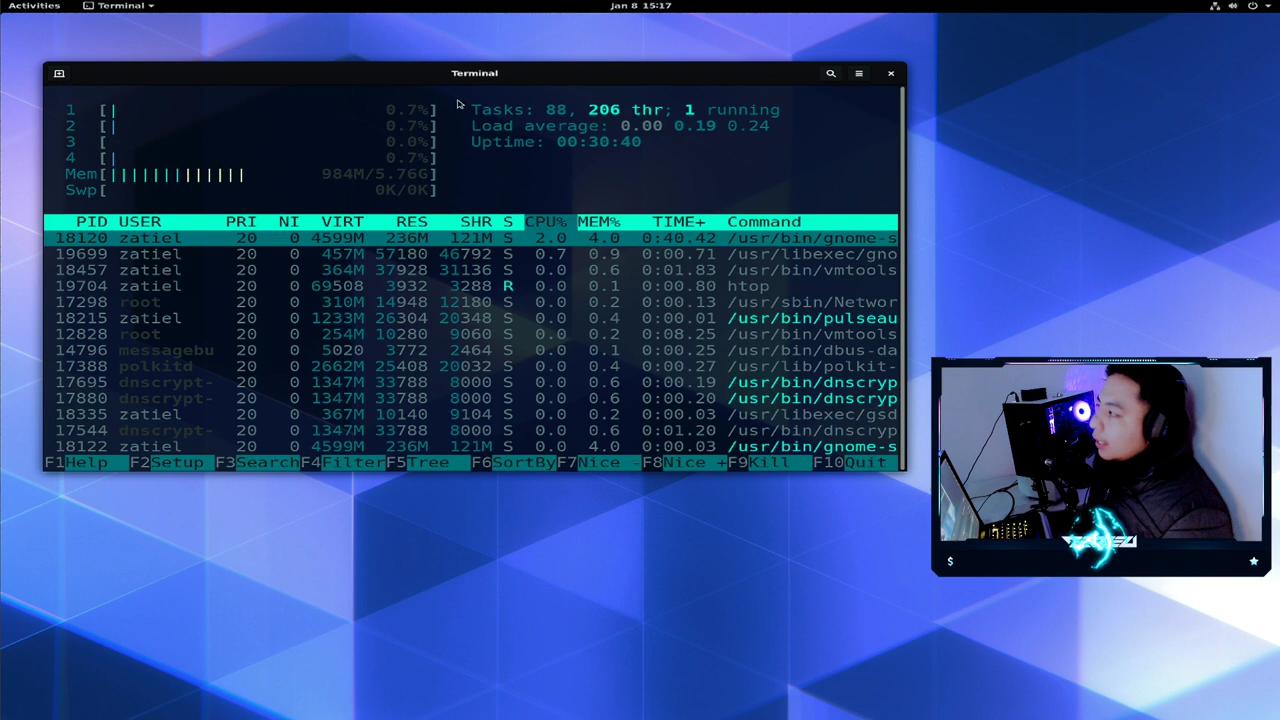 Activities Terminal Jan 8 15:17
Terminal
1 [| 0.7%] Tasks: 88, 206 thr; 1 running
2 [| 0.7%] Load average: 0.00 0.19 0.24
3 [ 0.0%] Uptime: 00:30:40
4 [| 0.7%]
Mem[||||||||||||| 984M/5.76G]
Swp[ 0K/0K]
PID USER PRI NI VIRT RES SHR S CPU% MEM% TIME+ Command
18120 zatiel 20 0 4599M 236M 121M S 2.0 4.0 0:40.42 /usr/bin/gnome-s
19699 zatiel 20 0 457M 57180 46792 S 0.7 0.9 0:00.71 /usr/libexec/gno
18457 zatiel 20 0 364M 37928 31136 S 0.0 0.6 0:01.83 /usr/bin/vmtools
19704 zatiel 20 0 69508 3932 3288 R 0.0 0.1 0:00.80 htop
17298 root 20 0 310M 14948 12180 S 0.0 0.2 0:00.13 /usr/sbin/Networ
18215 zatiel 20 0 1233M 26304 20348 S 0.0 0.4 0:00.01 /usr/bin/pulseau
12828 root 20 0 254M 10280 9060 S 0.0 0.2 0:08.25 /usr/bin/vmtools
14796 messagebu 20 0 5020 3772 2464 S 0.0 0.1 0:00.25 /usr/bin/dbus-da
17388 polkitd 20 0 2662M 25408 20032 S 0.0 0.4 0:00.27 /usr/lib/polkit-
17695 dnscrypt- 20 0 1347M 33788 8000 S 0.0 0.6 0:00.19 /usr/bin/dnscryp
17880 dnscrypt- 20 0 1347M 33788 8000 S 0.0 0.6 0:00.20 /usr/bin/dnscryp
18335 zatiel 20 0 367M 10140 9104 S 0.0 0.2 0:00.03 /usr/libexec/gsd
17544 dnscrypt- 20 0 1347M 33788 8000 S 0.0 0.6 0:01.20 /usr/bin/dnscryp
18122 zatiel 20 0 4599M 236M 121M S 0.0 4.0 0:00.03 /usr/bin/gnome-s
F1Help F2Setup F3SearchF4FilterF5Tree F6SortByF7Nice -F8Nice +F9Kill F10Quit
$